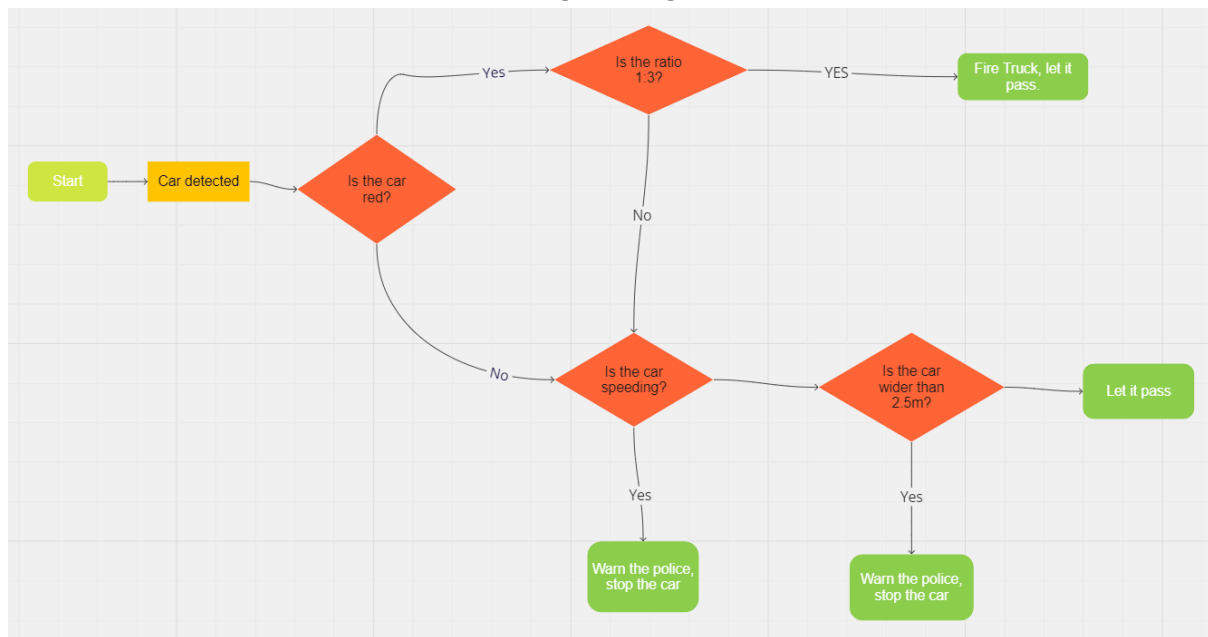 Is the ratio
1:3?
Yes
YES
Fire Truck, let it
pass.
Start
Car detected
Is the car
red?
No
No
Is the car
speeding?
Is the car
wider than
2.5m?
Let it pass
Yes
Yes
Warn the police,
stop the car
Warn the police,
stop the car